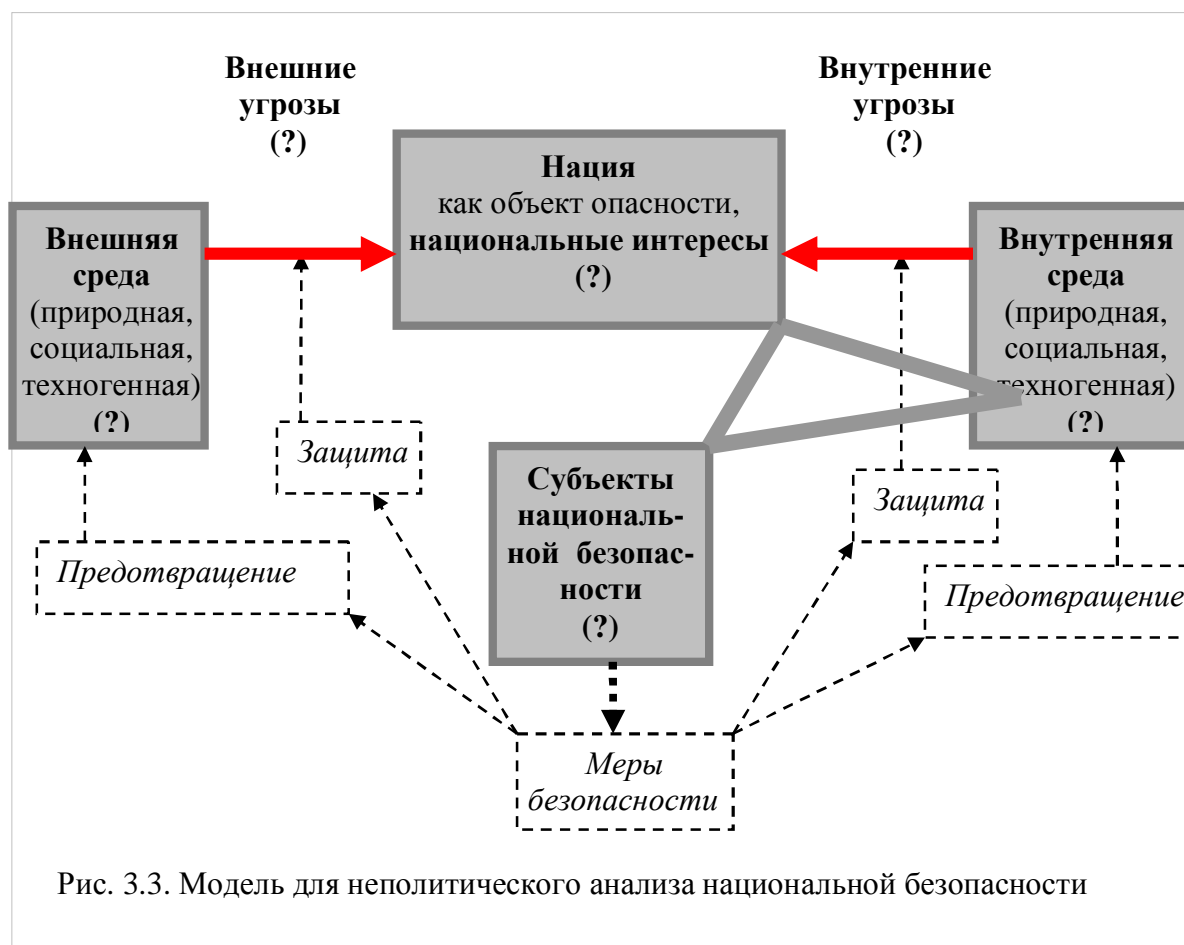 Внешние
угрозы
(?)
Внутренние
угрозы
(?)
Нация
как объект опасности,
национальные интересы
(?)
Внешняя
среда
(природная,
социальная,
техногенная)
(?)
Внутренняя
среда
(природная,
социальная,
техногенная)
(?)
Защита
Субъекты
националь-
ной безопас-
ности
(?)
Защита
Предотвращение
Предотвращение
Меры
безопасности
Рис. 3.3. Модель для неполитического анализа национальной безопасности